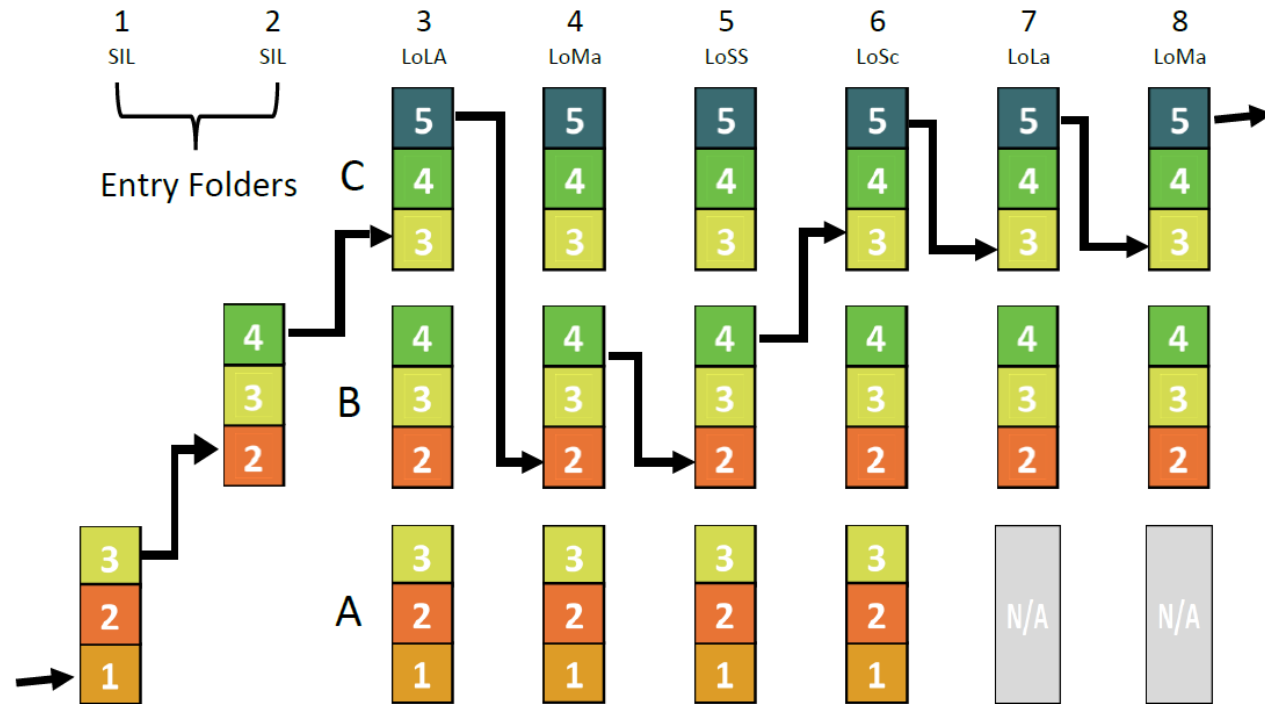 1 2 3 4 5 6 7 8
SIL SIL LoLA LoMa LoSS LoSc LoLa LoMa
Entry Folders
C
5 5 5 5 5 5
4 4 4 4 4 4
3 3 3 3 3 3
B
4 4 4 4 4 4 4
3 3 3 3 3 3 3
2 2 2 2 2 2 2
A
3 3 3 3 3
2 2 2 2 2 N/A N/A
1 1 1 1 1